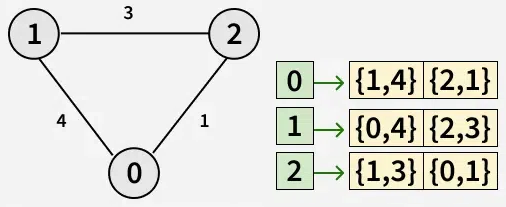 3
1
2
4
1
0
0 {1,4} {2,1}
1 {0,4} {2,3}
2 {1,3} {0,1}